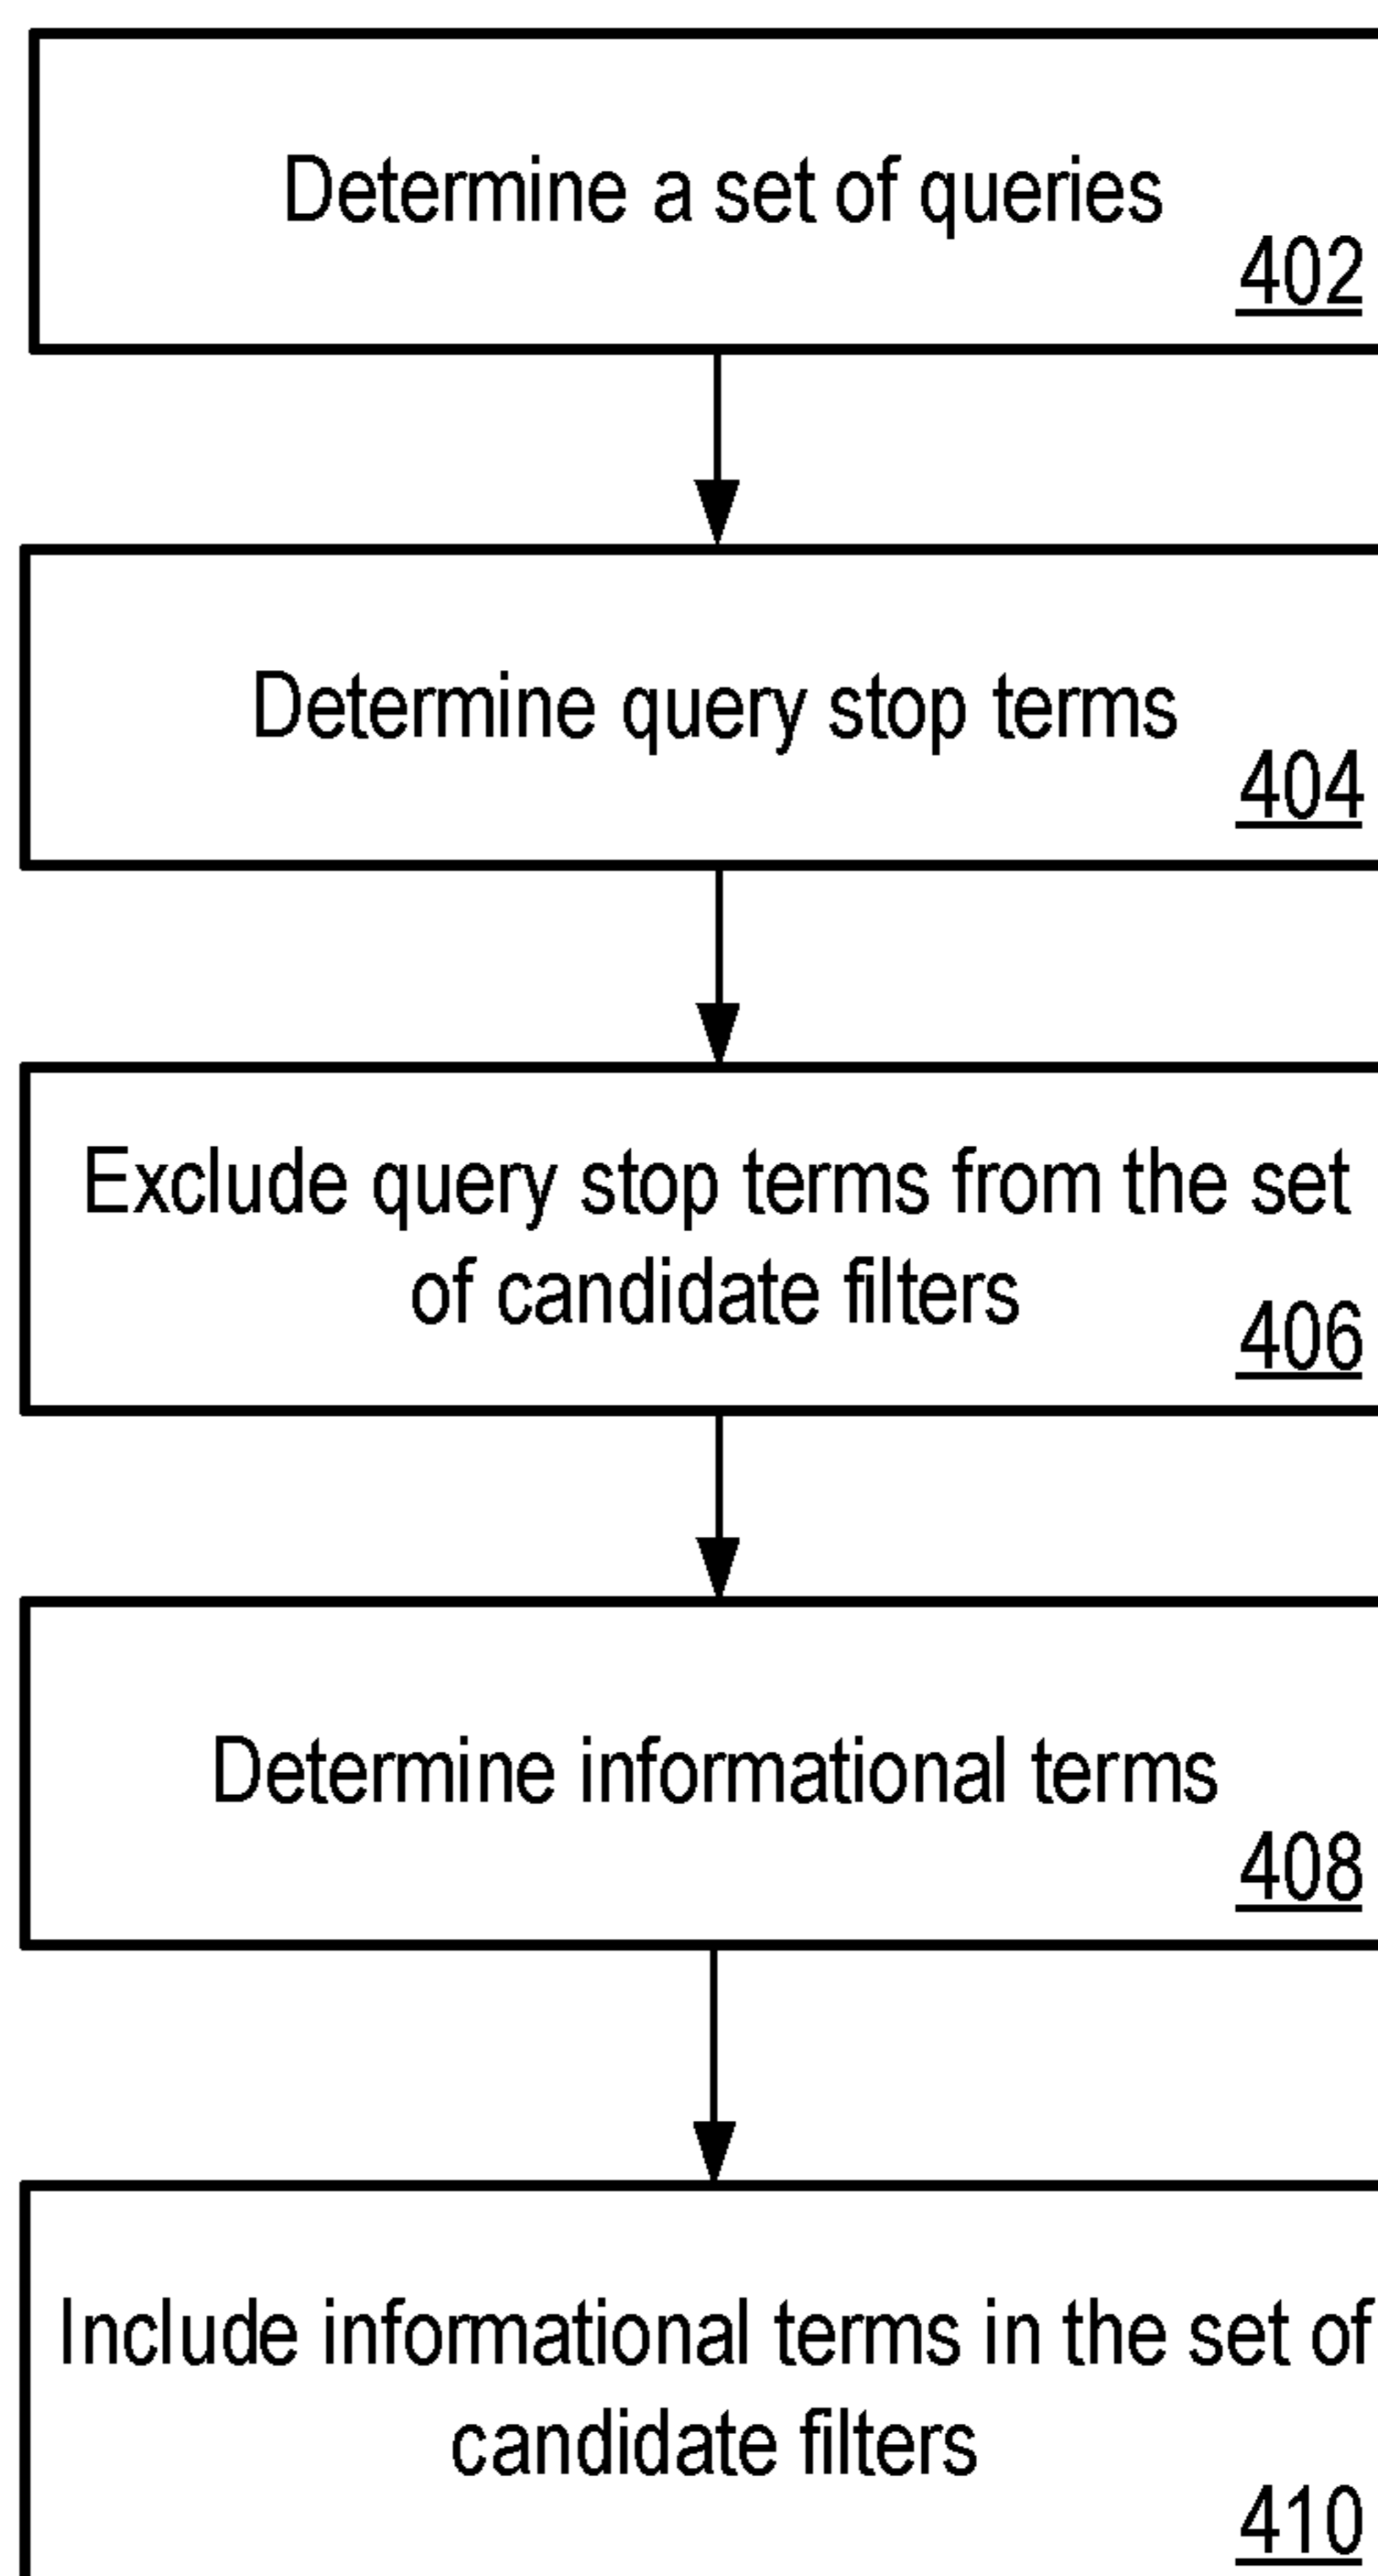 Determine a set of queries
402
Determine query stop terms
404
Exclude query stop terms from the set
of candidate filters
406
Determine informational terms
408
Include informational terms in the set of
candidate filters
410